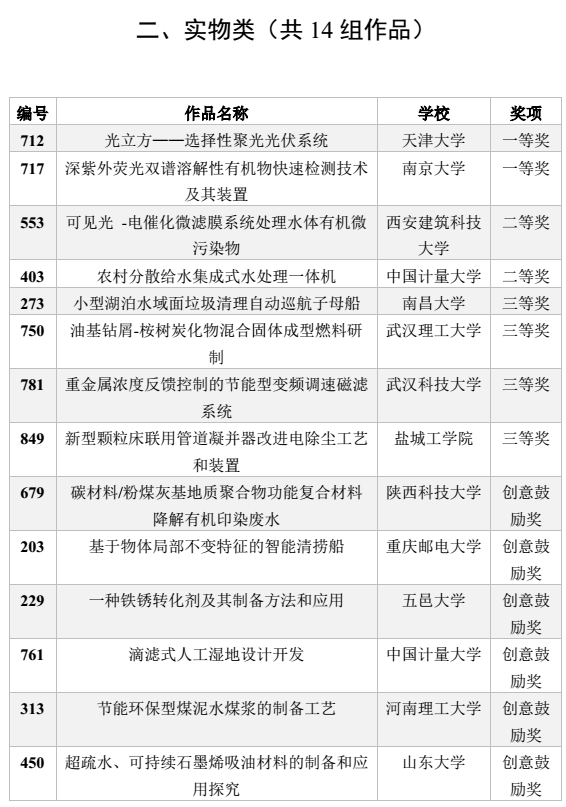 二、实物类（共 14 组作品）
编号 作品名称 学校 奖项
712 光立方——选择性聚光光伏系统 天津大学 一等奖
717 深紫外荧光双谱溶解性有机物快速检测技术 南京大学 一等奖
及其装置
553 可见光 -电催化微滤膜系统处理水体有机微 西安建筑科技 二等奖
污染物 大学
403 农村分散给水集成式水处理一体机 中国计量大学 二等奖
273 小型湖泊水域面垃圾清理自动巡航子母船 南昌大学 三等奖
750 油基钻屑-桉树炭化物混合固体成型燃料研 武汉理工大学 三等奖
制
781 重金属浓度反馈控制的节能型变频调速磁滤 武汉科技大学 三等奖
系统
849 新型颗粒床联用管道凝并器改进电除尘工艺 盐城工学院 三等奖
和装置
679 碳材料/粉煤灰基地质聚合物功能复合材料 陕西科技大学 创意鼓
降解有机印染废水 励奖
203 基于物体局部不变特征的智能清捞船 重庆邮电大学 创意鼓
励奖
229 一种铁锈转化剂及其制备方法和应用 五邑大学 创意鼓
励奖
761 滴滤式人工湿地设计开发 中国计量大学 创意鼓
励奖
313 节能环保型煤泥水煤浆的制备工艺 河南理工大学 创意鼓
励奖
450 超疏水、可持续石墨烯吸油材料的制备和应 山东大学 创意鼓
用探究 励奖